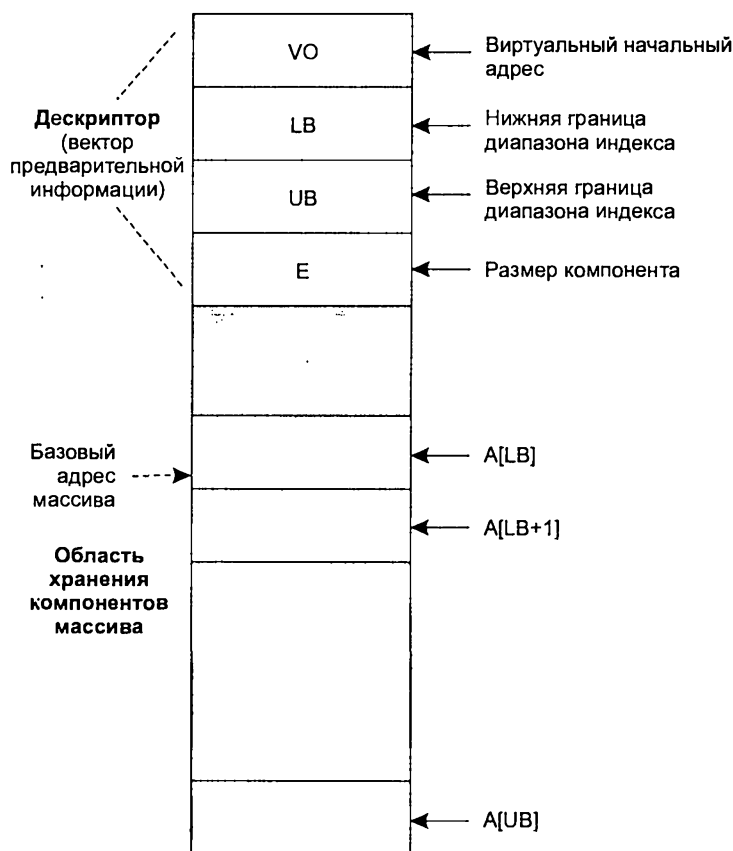 VO
Виртуальный начальный
адрес
Дескриптор
(вектор
предварительной
информации)
LB
Нижняя граница
диапазона индекса
UB
Верхняя граница
диапазона индекса
E
Размер компонента
Базовый
адрес
массива
A[LB]
A[LB+1]
Область
хранения
компонентов
массива
A[UB]